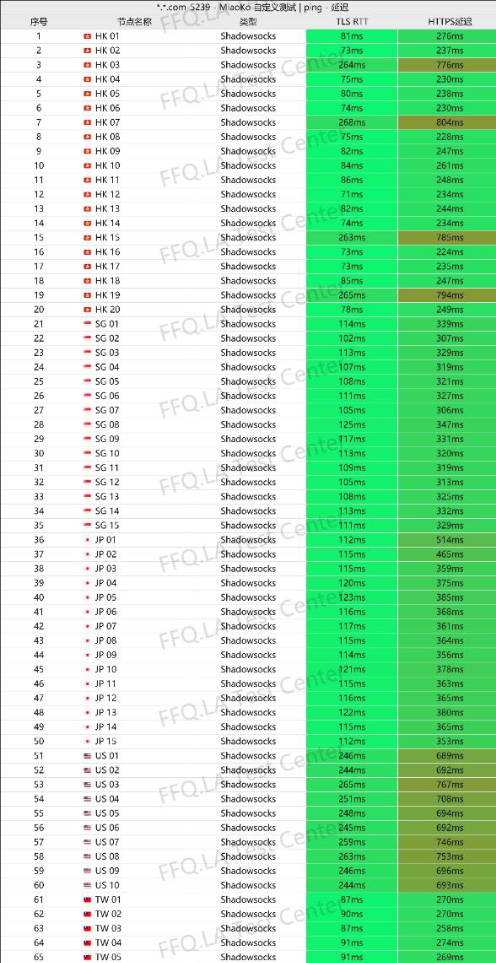 *.*.com-5239 - MiaoKo 自定义测试 | ping - 延迟
序号 节点名称 类型 TLS RTT HTTPS延迟
1 HK 01 Shadowsocks 81ms 276ms
2 HK 02 Shadowsocks 73ms 237ms
3 HK 03 Shadowsocks 264ms 776ms
4 HK 04 Shadowsocks 75ms 230ms
5 HK 05 Shadowsocks 80ms 238ms
6 HK 06 Shadowsocks 74ms 230ms
7 HK 07 Shadowsocks 268ms 804ms
8 HK 08 Shadowsocks 75ms 228ms
9 HK 09 Shadowsocks 82ms 247ms
10 HK 10 Shadowsocks 84ms 261ms
11 HK 11 Shadowsocks 86ms 248ms
12 HK 12 Shadowsocks 71ms 234ms
13 HK 13 Shadowsocks 82ms 244ms
14 HK 14 Shadowsocks 74ms 234ms
15 HK 15 Shadowsocks 263ms 785ms
16 HK 16 Shadowsocks 73ms 224ms
17 HK 17 Shadowsocks 73ms 235ms
18 HK 18 Shadowsocks 85ms 247ms
19 HK 19 Shadowsocks 265ms 794ms
20 HK 20 Shadowsocks 78ms 249ms
21 SG 01 Shadowsocks 114ms 339ms
22 SG 02 Shadowsocks 102ms 307ms
23 SG 03 Shadowsocks 113ms 329ms
24 SG 04 Shadowsocks 107ms 319ms
25 SG 05 Shadowsocks 108ms 321ms
26 SG 06 Shadowsocks 111ms 327ms
27 SG 07 Shadowsocks 105ms 306ms
28 SG 08 Shadowsocks 125ms 347ms
29 SG 09 Shadowsocks 117ms 331ms
30 SG 10 Shadowsocks 113ms 320ms
31 SG 11 Shadowsocks 109ms 319ms
32 SG 12 Shadowsocks 105ms 313ms
33 SG 13 Shadowsocks 108ms 325ms
34 SG 14 Shadowsocks 113ms 332ms
35 SG 15 Shadowsocks 111ms 329ms
36 JP 01 Shadowsocks 112ms 514ms
37 JP 02 Shadowsocks 115ms 465ms
38 JP 03 Shadowsocks 115ms 359ms
39 JP 04 Shadowsocks 120ms 375ms
40 JP 05 Shadowsocks 123ms 385ms
41 JP 06 Shadowsocks 116ms 368ms
42 JP 07 Shadowsocks 117ms 361ms
43 JP 08 Shadowsocks 115ms 364ms
44 JP 09 Shadowsocks 114ms 356ms
45 JP 10 Shadowsocks 121ms 378ms
46 JP 11 Shadowsocks 115ms 363ms
47 JP 12 Shadowsocks 116ms 365ms
48 JP 13 Shadowsocks 122ms 380ms
49 JP 14 Shadowsocks 115ms 365ms
50 JP 15 Shadowsocks 112ms 353ms
51 US 01 Shadowsocks 246ms 689ms
52 US 02 Shadowsocks 244ms 692ms
53 US 03 Shadowsocks 265ms 767ms
54 US 04 Shadowsocks 251ms 708ms
55 US 05 Shadowsocks 248ms 694ms
56 US 06 Shadowsocks 245ms 692ms
57 US 07 Shadowsocks 259ms 746ms
58 US 08 Shadowsocks 263ms 753ms
59 US 09 Shadowsocks 246ms 696ms
60 US 10 Shadowsocks 244ms 693ms
61 TW 01 Shadowsocks 87ms 270ms
62 TW 02 Shadowsocks 90ms 270ms
63 TW 03 Shadowsocks 87ms 258ms
64 TW 04 Shadowsocks 91ms 274ms
65 TW 05 Shadowsocks 91ms 269ms
FFQ.LA Test Center